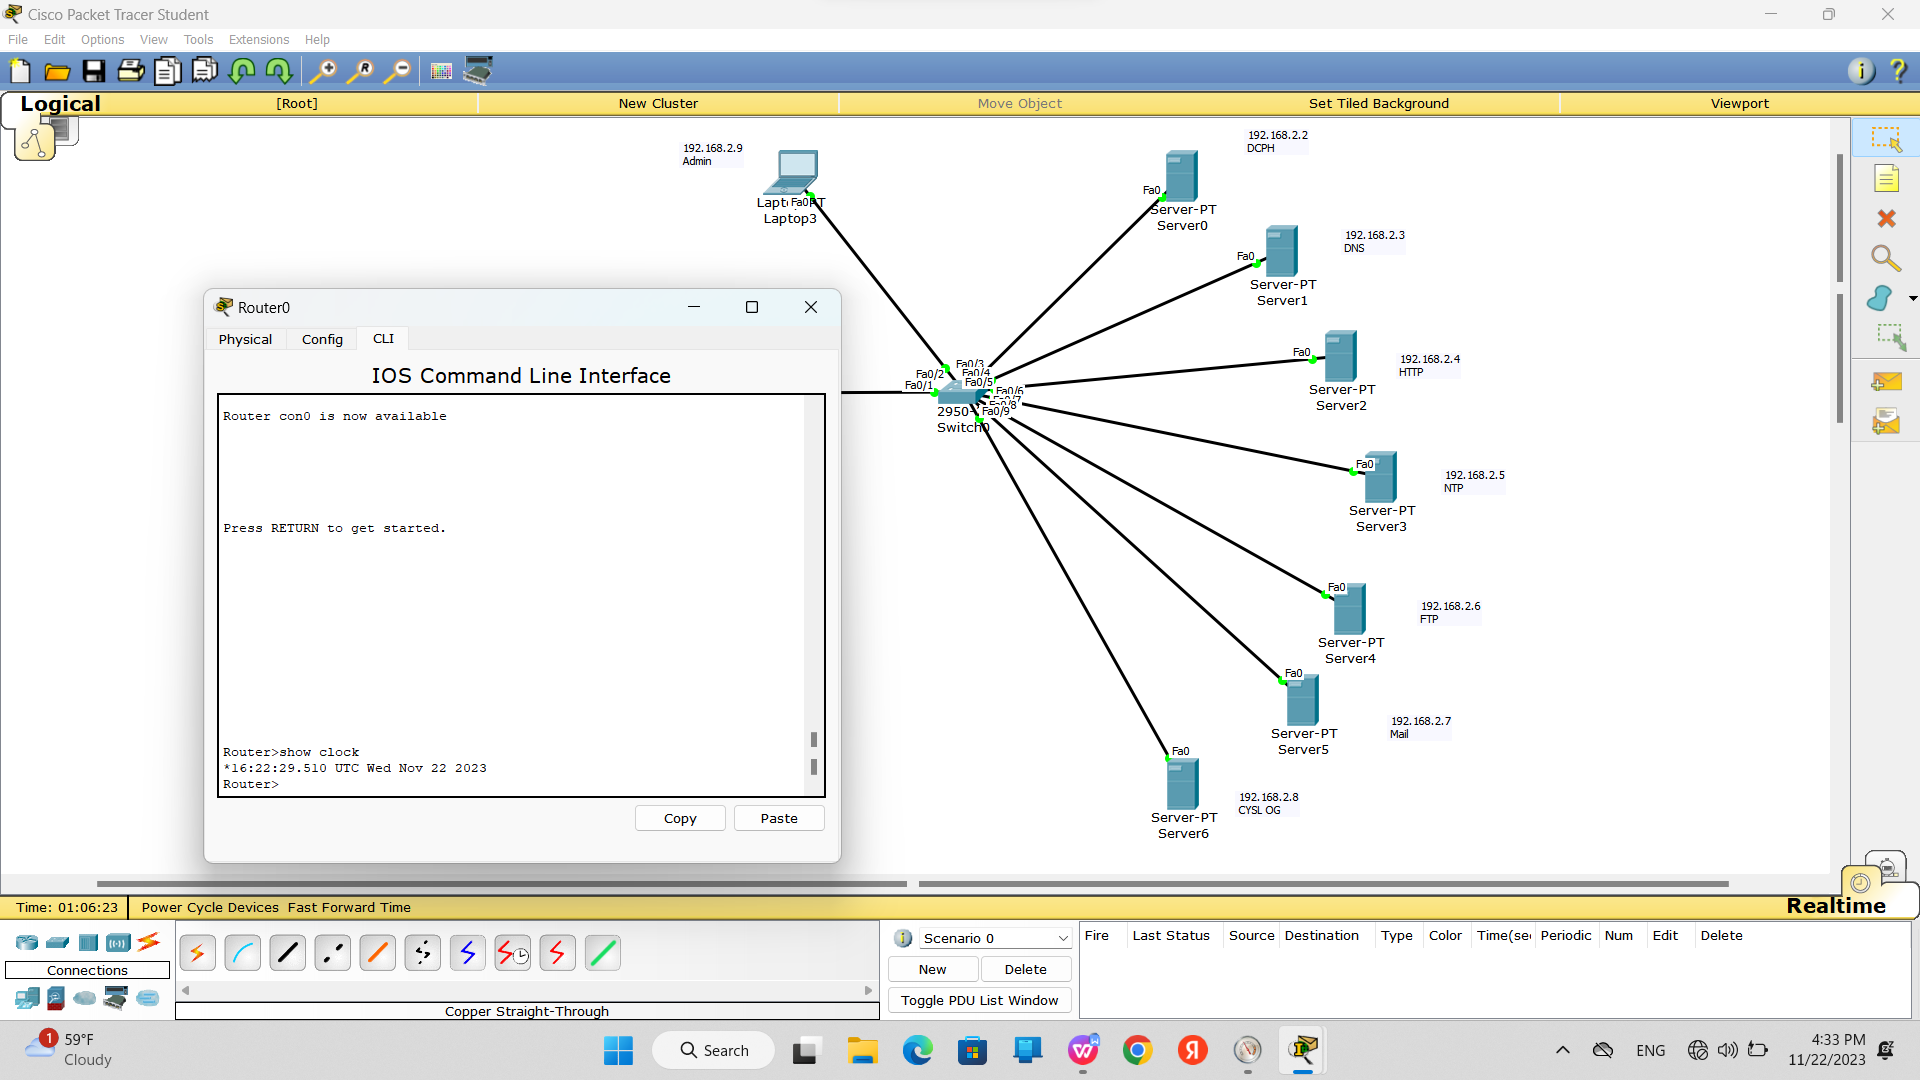 Cisco Packet Tracer Student
File Edit Options View Tools Extensions Help
Logical [Root] New Cluster Move Object Set Tiled Background Viewport
192.168.2.9
Admin
Fa0
Laptop3
192.168.2.2
DCPH
Fa0
Server-PT
Server0
192.168.2.3
DNS
Fa0
Server-PT
Server1
192.168.2.4
HTTP
Fa0
Server-PT
Server2
192.168.2.5
NTP
Fa0
Server-PT
Server3
192.168.2.6
FTP
Fa0
Server-PT
Server4
192.168.2.7
Mail
Fa0
Server-PT
Server5
192.168.2.8
CYSL OG
Fa0
Server-PT
Server6
Fa0/3
Fa0/2 Fa0/4
Fa0/1 Fa0/5
Fa0/6
Fa0/7
Fa0/8
2950- Fa0/9
Switch0
Router0
Physical Config CLI
IOS Command Line Interface
Router con0 is now available
Press RETURN to get started.
Router>show clock
*16:22:29.510 UTC Wed Nov 22 2023
Router>
Copy Paste
Time: 01:06:23 Power Cycle Devices Fast Forward Time
Realtime
Connections
Copper Straight-Through
Scenario 0
New Delete
Toggle PDU List Window
Fire Last Status Source Destination Type Color Time(sec Periodic Num Edit Delete
1
59°F
Cloudy
Search
ENG
4:33 PM
11/22/2023